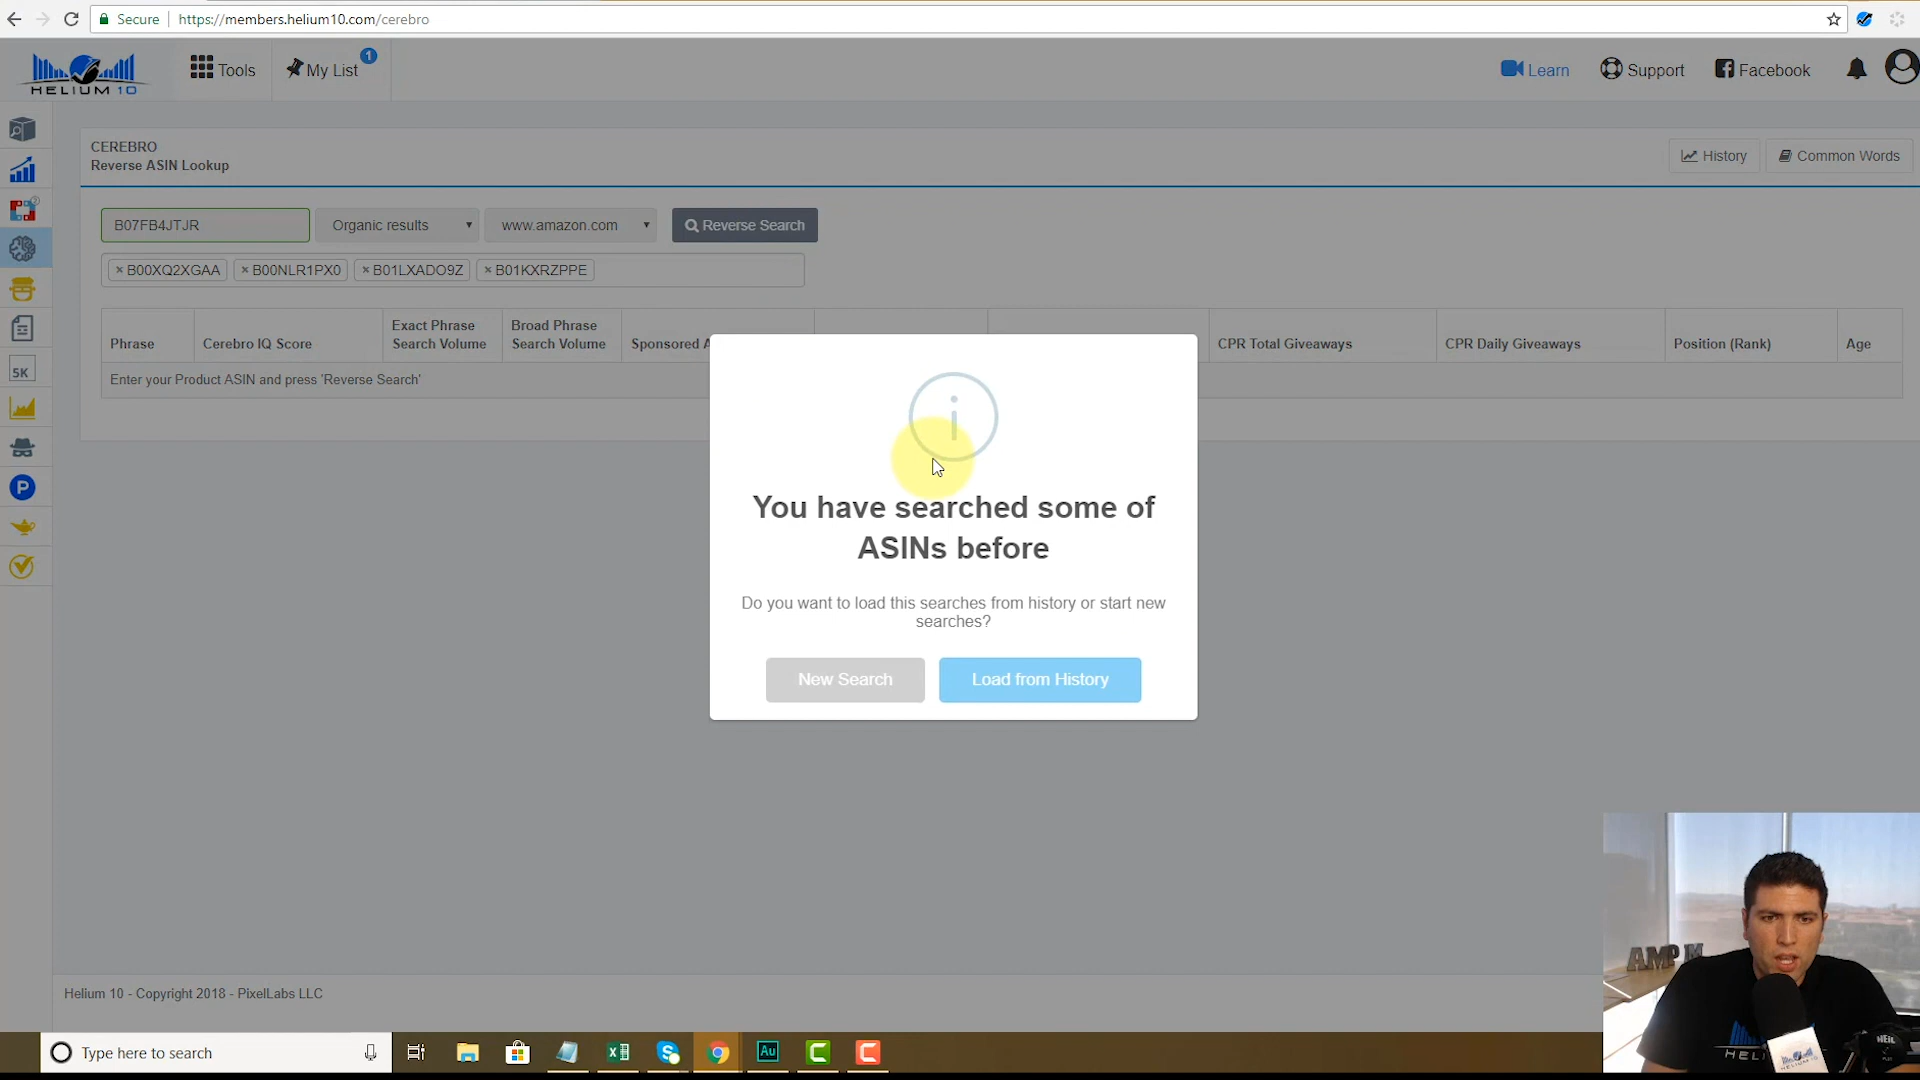 Secure
https://members.helium10.com/cerebro
HELIUM 10
Tools
My List
1
Learn
Support
Facebook
CEREBRO
Reverse ASIN Lookup
History
Common Words
B07FB4JTJR
Organic results
www.amazon.com
Reverse Search
× B00XQ2XGAA
× B00NLR1PX0
× B01LXADO9Z
× B01KXRZPPE
Phrase
Cerebro IQ Score
Exact Phrase
Search Volume
Broad Phrase
Search Volume
Sponsored
CPR Total Giveaways
CPR Daily Giveaways
Position (Rank)
Age
Enter your Product ASIN and press 'Reverse Search'
5K
P
i
You have searched some of
ASINs before
Do you want to load this searches from history or start new
searches?
New Search
Load from History
Helium 10 - Copyright 2018 - PixelLabs LLC
Type here to search
Au
AMP
HELI
HEIL